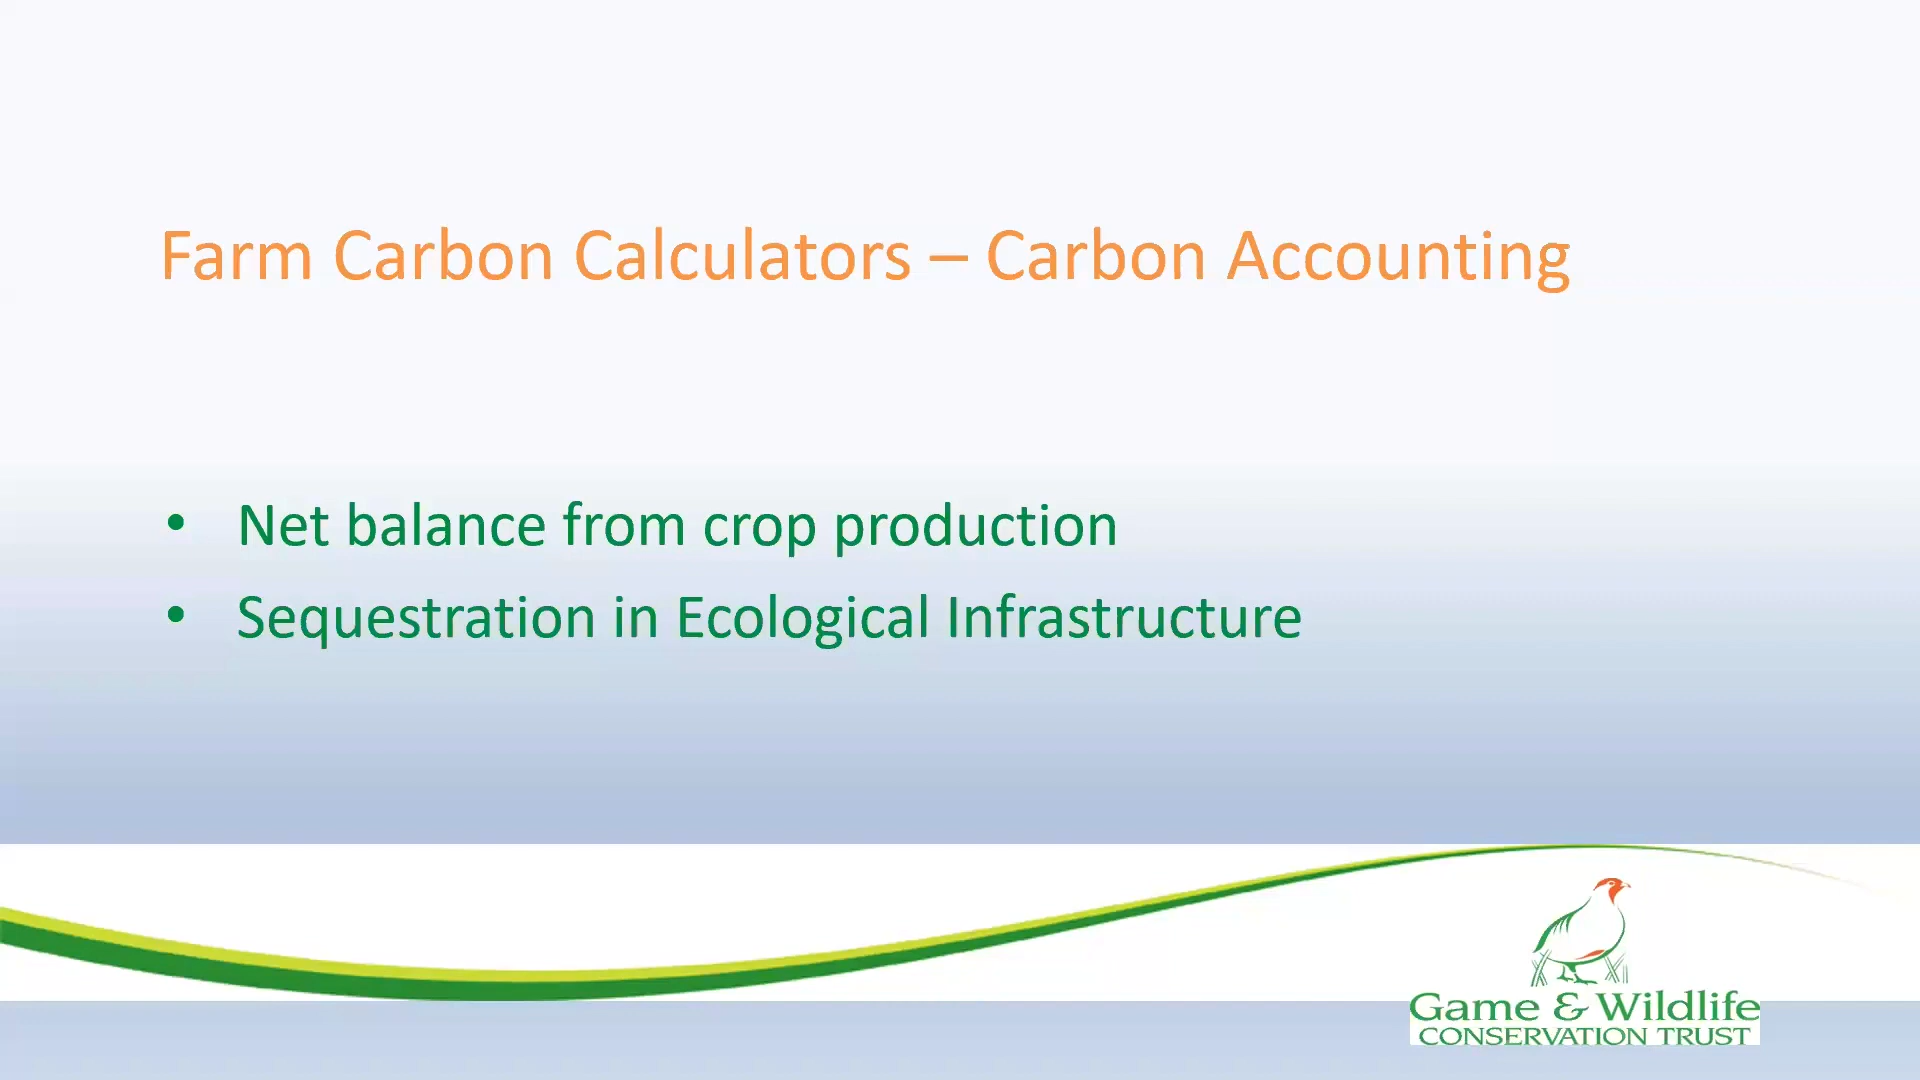 Farm Carbon Calculators – Carbon Accounting
• Net balance from crop production
• Sequestration in Ecological Infrastructure
Game & Wildlife
CONSERVATION TRUST